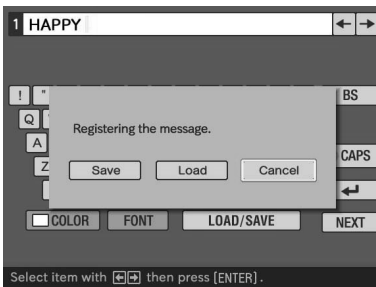 1 HAPPY ← →
! " BS
Q
A
Z
CAPS
Registering the message.
Save Load Cancel
↵
COLOR FONT LOAD/SAVE NEXT
Select item with ←→ then press [ENTER].